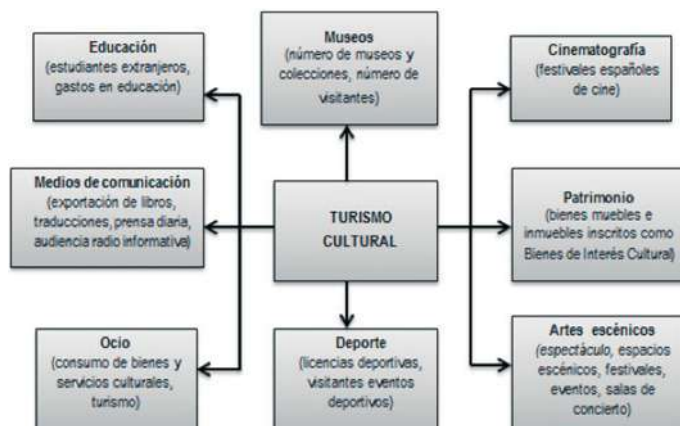 Educación
(estudiantes extranjeros,
gastos en educación)
Museos
(número de museos y
colecciones, número de
visitantes)
Cinematografía
(festivales españoles
de cine)
Medios de comunicación
(exportación de libros,
traducciones, prensa diaria,
audiencia radio informativa)
TURISMO
CULTURAL
Patrimonio
(bienes muebles e
inmuebles inscritos como
Bienes de Interés Cultural)
Ocio
(consumo de bienes y
servicios culturales,
turismo)
Deporte
(licencias deportivas,
visitantes eventos
deportivos)
Artes escénicos
(espectáculo, espacios
escénicos, festivales,
eventos, salas de
concierto)